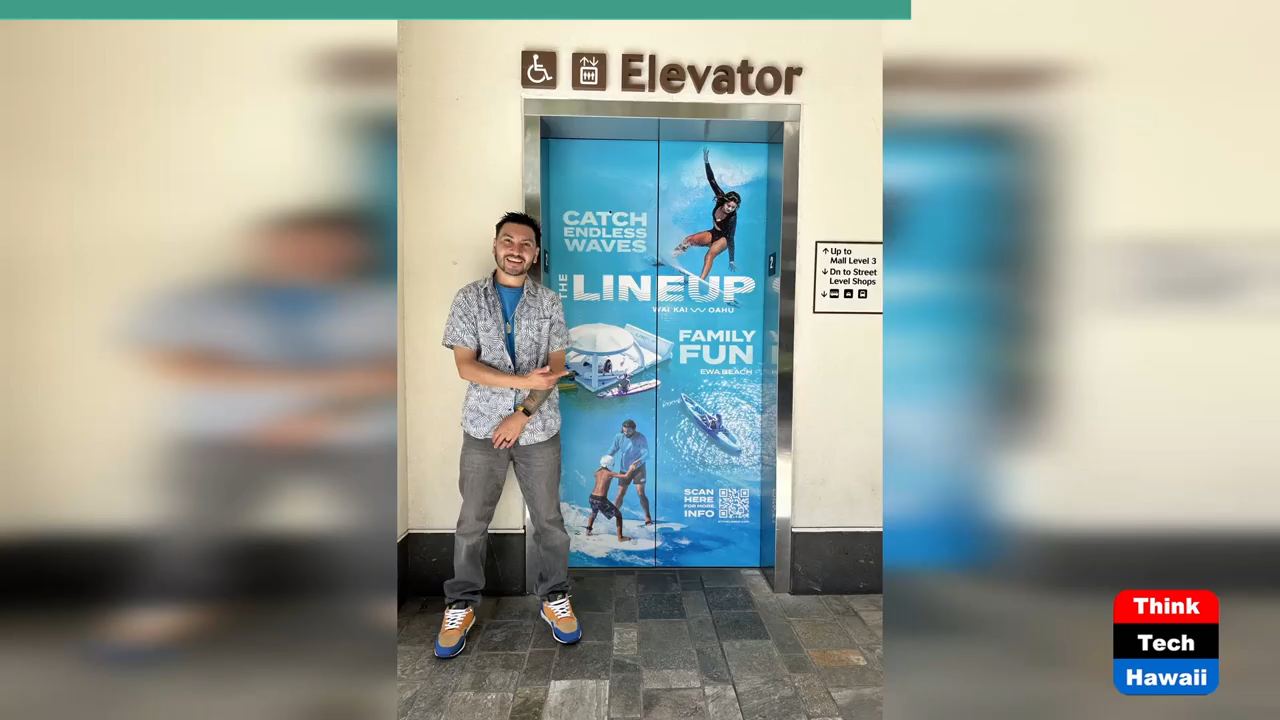 Elevator
CATCH
ENDLESS
WAVES
THE LINEUP
WAI KAI OAHU
FAMILY
FUN
EWA BEACH
SCAN
HERE
FOR MORE
INFO
2
↑ Up to
Mall Level 3
↓ Dn to Street
Level Shops
↓
Think
Tech
Hawaii